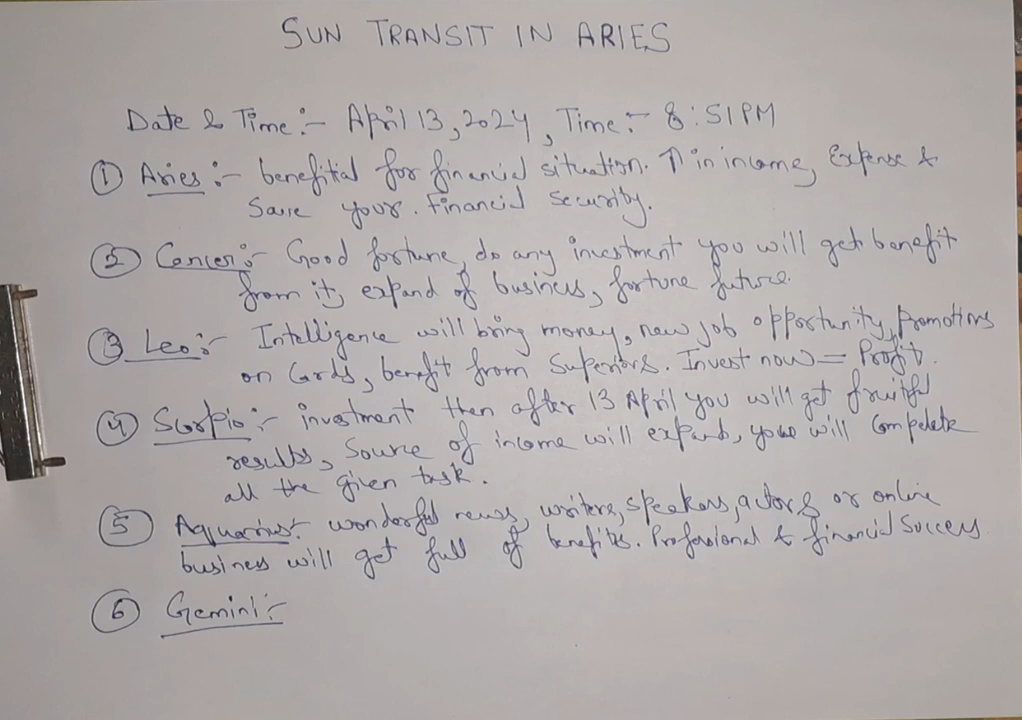 SUN TRANSIT IN ARIES
Date & Time :- April 13, 2024, Time :- 8:51 PM
① Aries :- benefitial for financial situation. ↑ in income, Expense &
Save your. Financial Security.
② Cancer :- Good fortune, do any investment you will get benefit
from it, expand of business, fortune future.
③ Leo :- Intelligence will bring money, new job opportunity, Promotions
on Cards, benefit from Superiors. Invest now = Profit.
④ Scorpio :- investment then after 13 April you will get fruitful
results, Source of income will expand, you will Compelete
all the given task.
⑤ Aquarius :- wonderful news, writers, Speakers, actors or online
business will get full of benefits. Professional & financial Success
⑥ Gemini :-